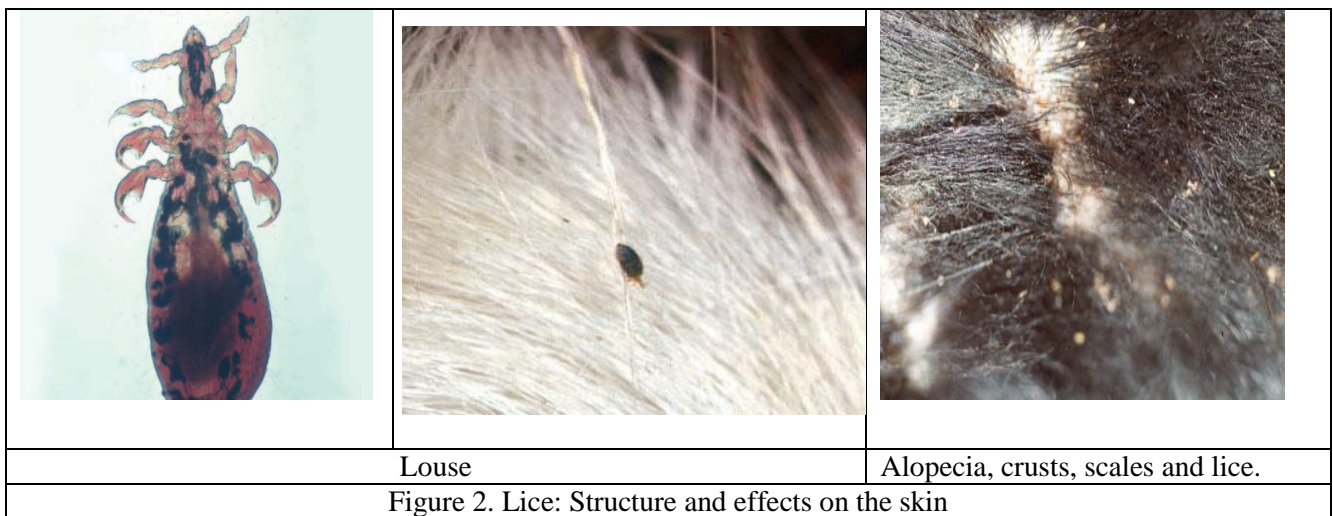 Louse
Alopecia, crusts, scales and lice.
Figure 2. Lice: Structure and effects on the skin